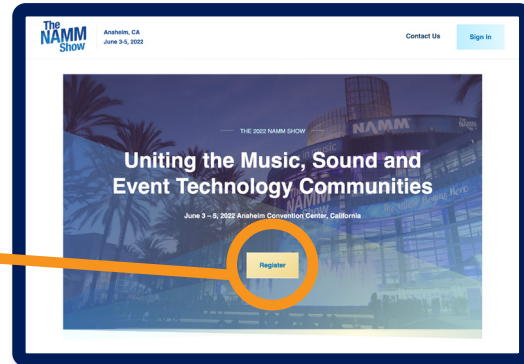 The
NAMM
Show
Anaheim, CA
June 3-5, 2022
Contact Us
Sign In
THE 2022 NAMM SHOW
NAMM
Uniting the Music, Sound and
Event Technology Communities
June 3 – 5, 2022 Anaheim Convention Center, California
Register